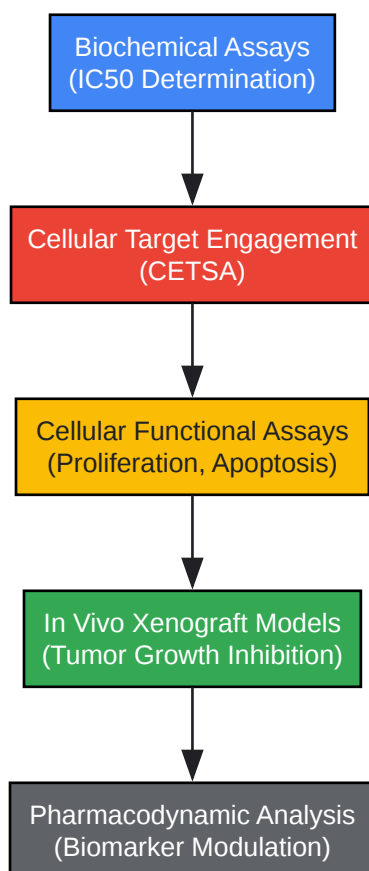 Biochemical Assays
(IC50 Determination)
Cellular Target Engagement
(CETSA)
Cellular Functional Assays
(Proliferation, Apoptosis)
In Vivo Xenograft Models
(Tumor Growth Inhibition)
Pharmacodynamic Analysis
(Biomarker Modulation)